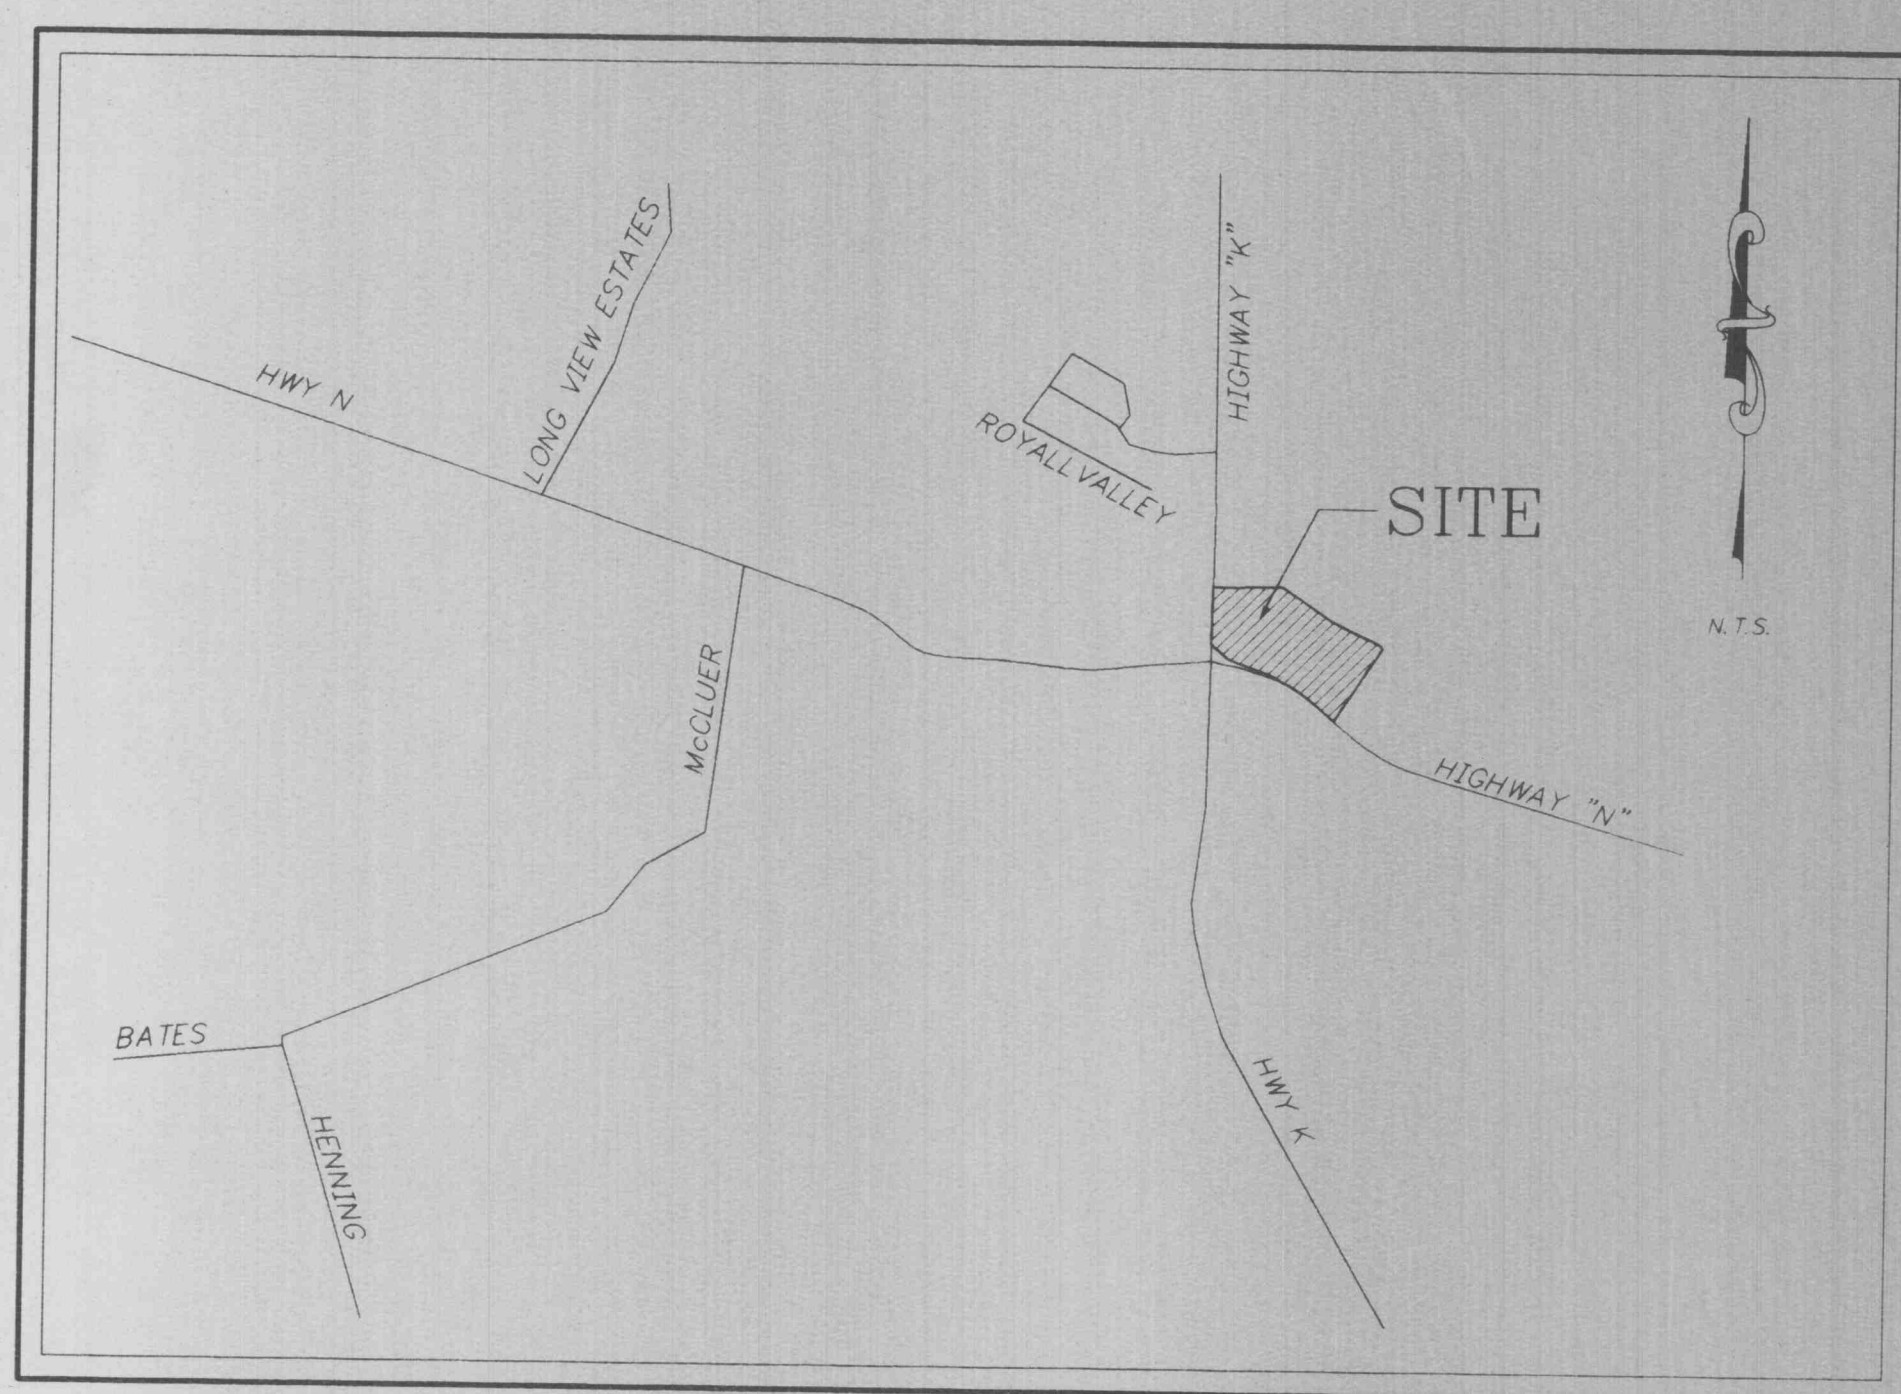 LONG VIEW ESTATES
HWY N
HIGHWAY "K"
ROYALL VALLEY
SITE
N.T.S.
McCLUER
HIGHWAY "N"
BATES
HENNING
HWY K